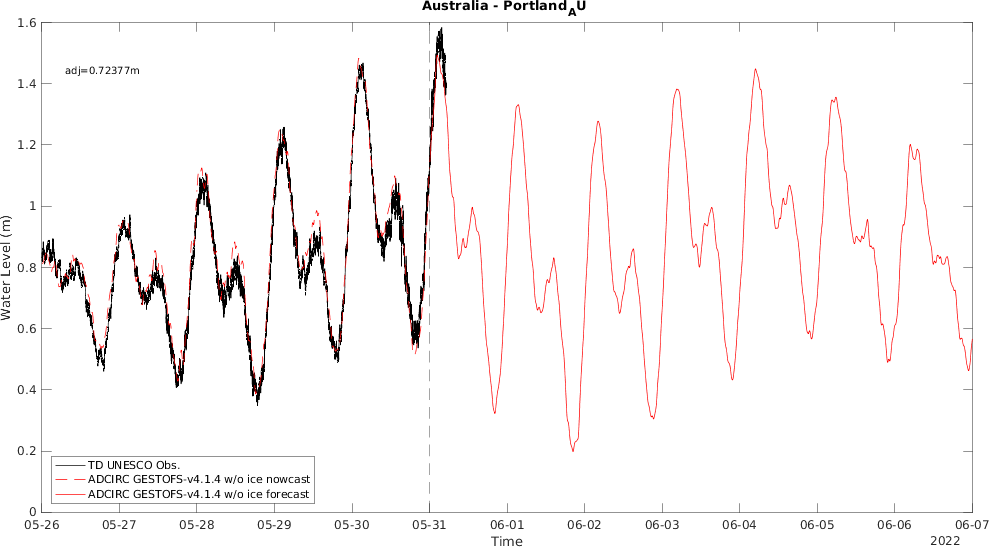 Australia - Portland_AU
1.6
adj=0.72377m
1.4
1.2
1
0.8
0.6
0.4
0.2
0
Water Level (m)
TD UNESCO Obs.
ADCIRC GESTOFS-v4.1.4 w/o ice nowcast
ADCIRC GESTOFS-v4.1.4 w/o ice forecast
05-26 05-27 05-28 05-29 05-30 05-31 06-01 06-02 06-03 06-04 06-05 06-06 06-07
Time
2022